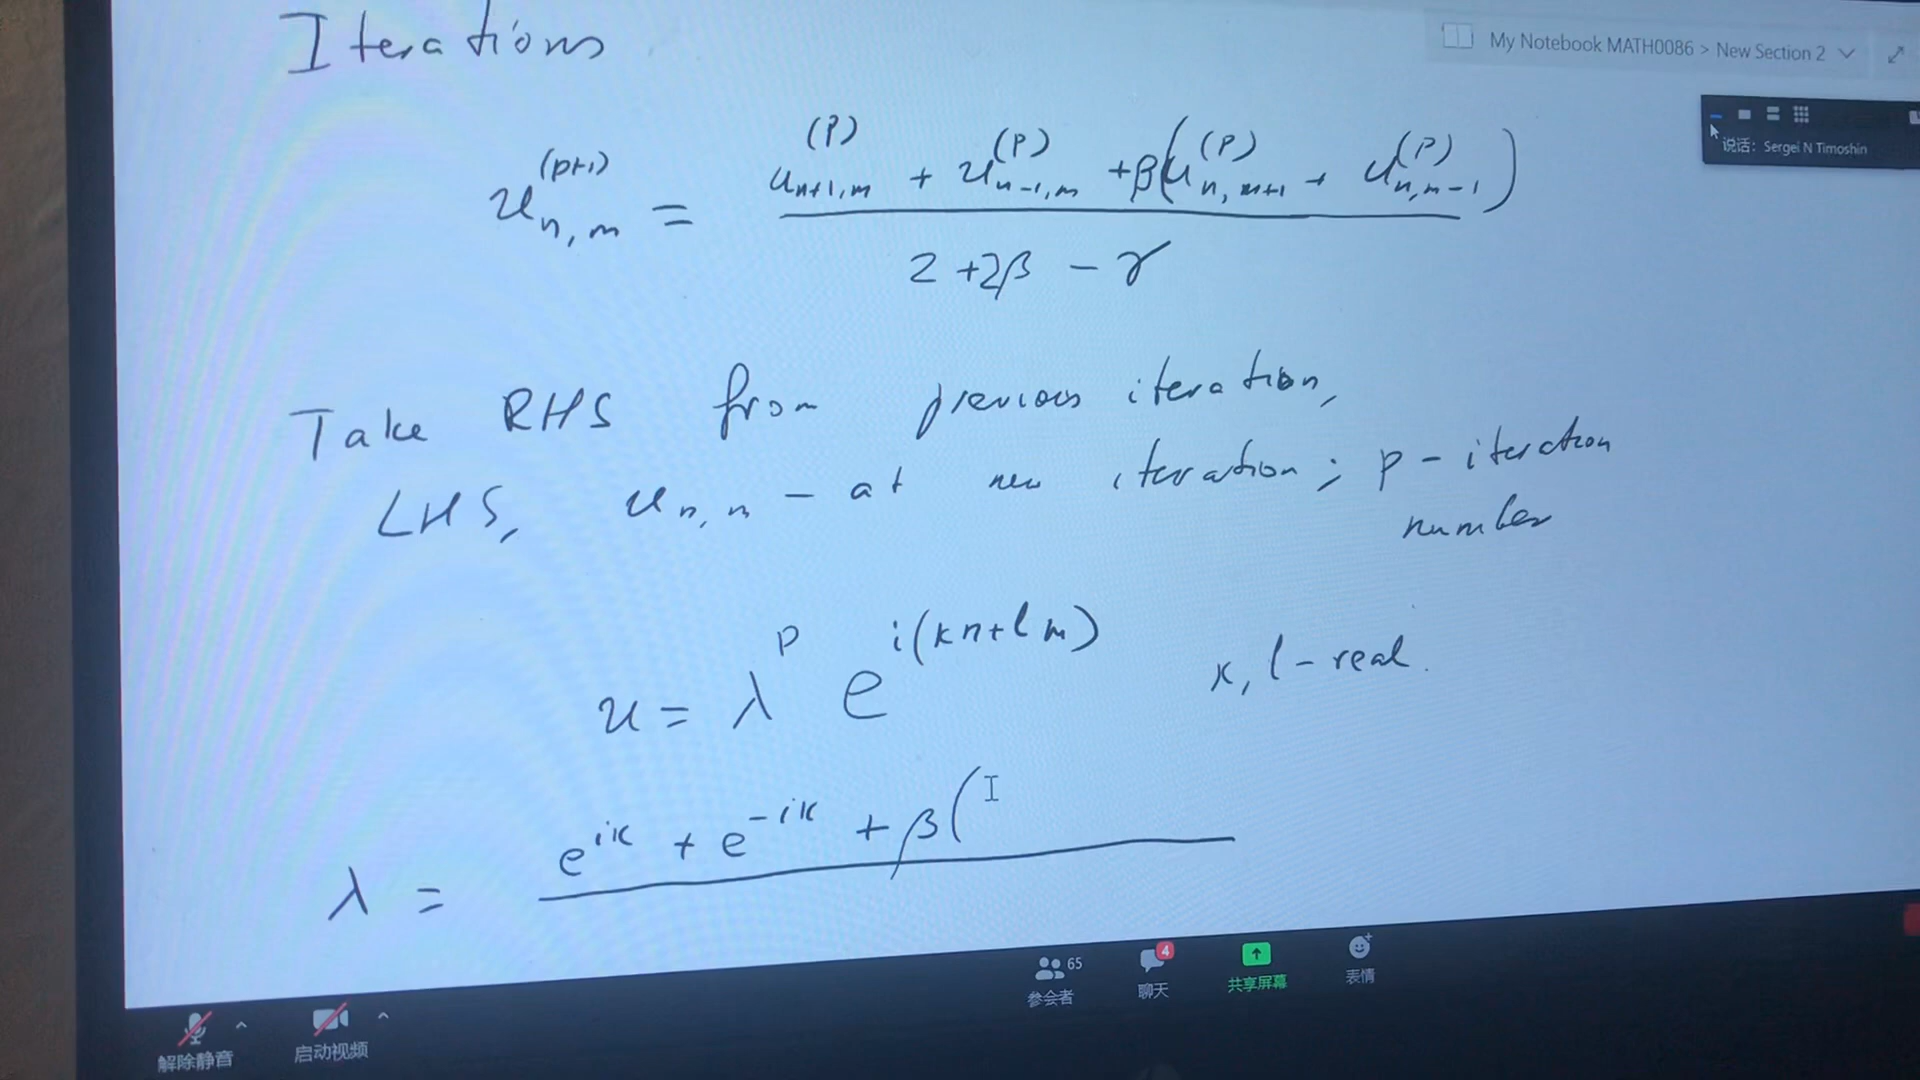 Iterations
My Notebook MATH0086 > New Section 2
说话: Sergei N Timoshin
u_{n,m}^{(p+1)} = \frac{u_{n+1,m}^{(p)} + u_{n-1,m}^{(p)} + β(u_{n,m+1}^{(p)} + u_{n,m-1}^{(p)})}{2 + 2β - γ}
Take RHS from previous iteration,
LHS, u_{n,m} - at new iteration; p - iteration
number
u = λ^p e^{i(kn+lm)} k, l - real.
λ = e^{ik} + e^{-ik} + β(
65
4
参会者
聊天
共享屏幕
表情
解除静音
启动视频